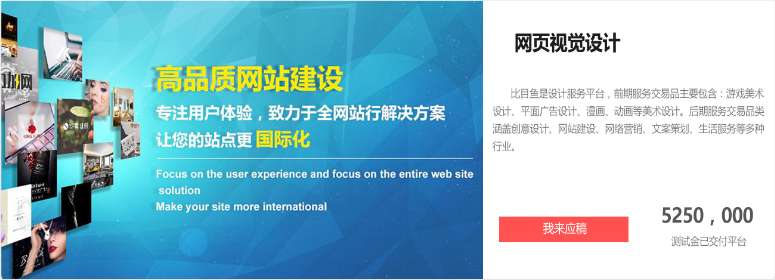 高品质网站建设
专注用户体验，致力于全网站行解决方案
让您的站点更 国际化
Focus on the user experience and focus on the entire web site
solution
Make your site more international
网页视觉设计
比目鱼是设计服务平台，前期服务交易品主要包含：游戏美术
设计、平面广告设计、漫画、动画等美术设计。后期服务交易品类
涵盖创意设计、网站建设、网络营销、文案策划、生活服务等多种
行业。
我来应稿
5250，000
测试金已交付平台